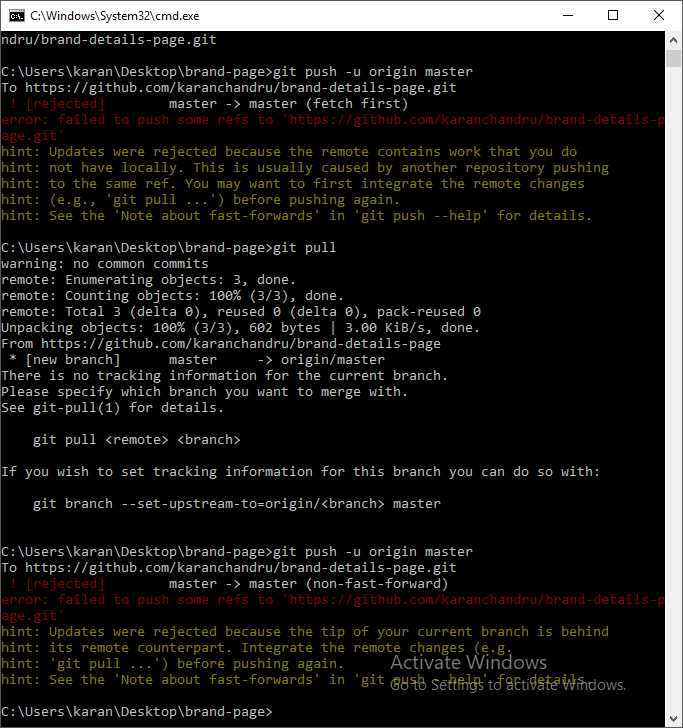 C:\Windows\System32\cmd.exe
ndru/brand-details-page.git
C:\Users\karan\Desktop\brand-page>git push -u origin master
To https://github.com/karanchandru/brand-details-page.git
 ! [rejected]        master -> master (fetch first)
error: failed to push some refs to 'https://github.com/karanchandru/brand-details-p
age.git'
hint: Updates were rejected because the remote contains work that you do
hint: not have locally. This is usually caused by another repository pushing
hint: to the same ref. You may want to first integrate the remote changes
hint: (e.g., 'git pull ...') before pushing again.
hint: See the 'Note about fast-forwards' in 'git push --help' for details.
C:\Users\karan\Desktop\brand-page>git pull
warning: no common commits
remote: Enumerating objects: 3, done.
remote: Counting objects: 100% (3/3), done.
remote: Total 3 (delta 0), reused 0 (delta 0), pack-reused 0
Unpacking objects: 100% (3/3), 602 bytes | 3.00 KiB/s, done.
From https://github.com/karanchandru/brand-details-page
 * [new branch]      master     -> origin/master
There is no tracking information for the current branch.
Please specify which branch you want to merge with.
See git-pull(1) for details.
    git pull <remote> <branch>
If you wish to set tracking information for this branch you can do so with:
    git branch --set-upstream-to=origin/<branch> master
C:\Users\karan\Desktop\brand-page>git push -u origin master
To https://github.com/karanchandru/brand-details-page.git
 ! [rejected]        master -> master (non-fast-forward)
error: failed to push some refs to 'https://github.com/karanchandru/brand-details-p
age.git'
hint: Updates were rejected because the tip of your current branch is behind
hint: its remote counterpart. Integrate the remote changes (e.g.
hint: 'git pull ...') before pushing again.
hint: See the 'Note about fast-forwards' in 'git push --help' for details.
Activate Windows
Go to Settings to activate Windows.
C:\Users\karan\Desktop\brand-page>